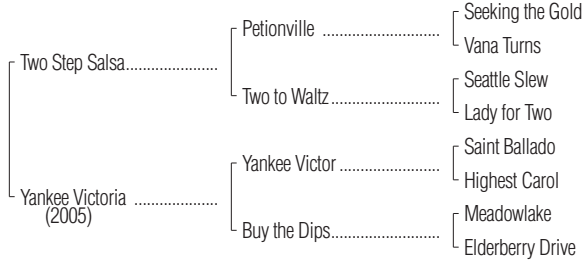 Seeking the Gold
Petionville ........................
Vana Turns
Two Step Salsa......................
Seattle Slew
Two to Waltz..........................
Lady for Two
Saint Ballado
Yankee Victor ........................
Highest Carol
Yankee Victoria ....................
(2005)
Meadowlake
Buy the Dips..........................
Elderberry Drive